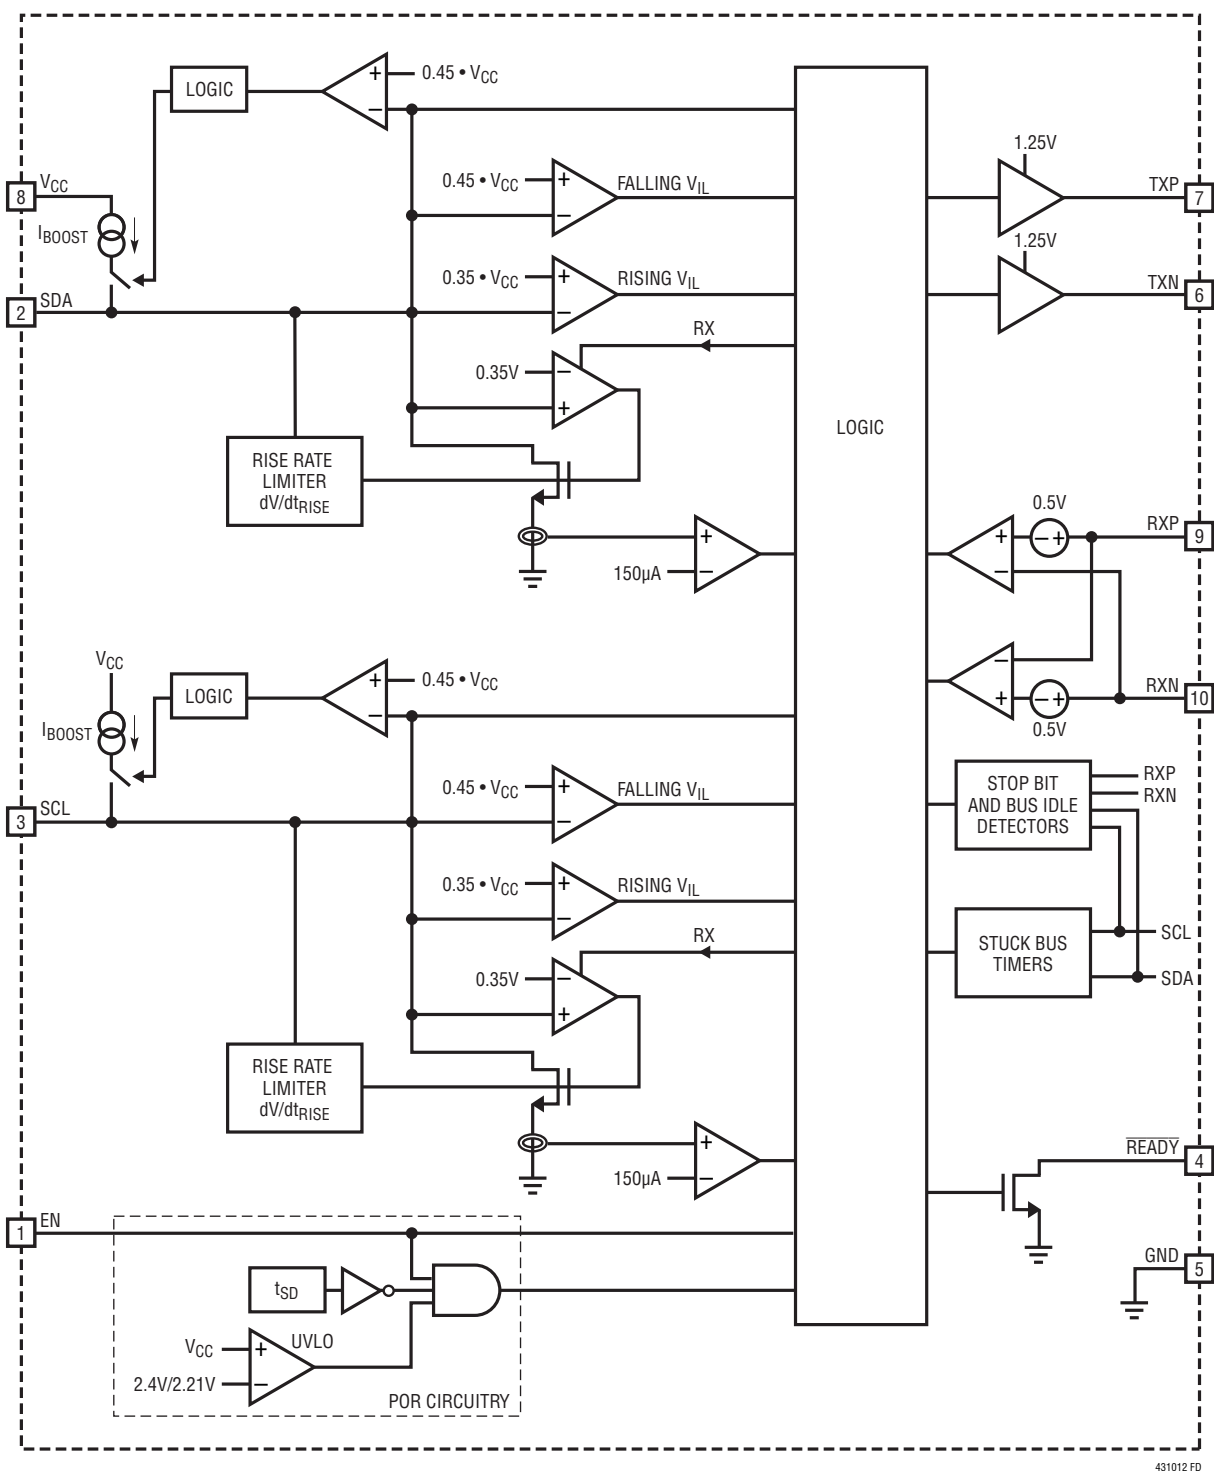 0.45 • VCC
LOGIC
+
−
1.25V
8
VCC
0.45 • VCC
+
−
FALLING VIL
TXP
7
IBOOST
1.25V
0.35 • VCC
+
−
RISING VIL
TXN
6
2
SDA
RX
0.35V
−
+
LOGIC
RISE RATE
LIMITER
dV/dtRISE
0.5V
RXP
9
+
− +
−
+
150µA
−
VCC
LOGIC
+
0.45 • VCC
−
−
+
− +
RXN
10
0.5V
IBOOST
0.45 • VCC
+
−
FALLING VIL
STOP BIT
AND BUS IDLE
DETECTORS
RXP
RXN
3
SCL
0.35 • VCC
+
−
RISING VIL
STUCK BUS
TIMERS
SCL
SDA
RX
0.35V
−
+
RISE RATE
LIMITER
dV/dtRISE
+
150µA
−
READY
4
1
EN
GND
5
tSD
VCC
+
UVLO
2.4V/2.21V
−
POR CIRCUITRY
431012 FD